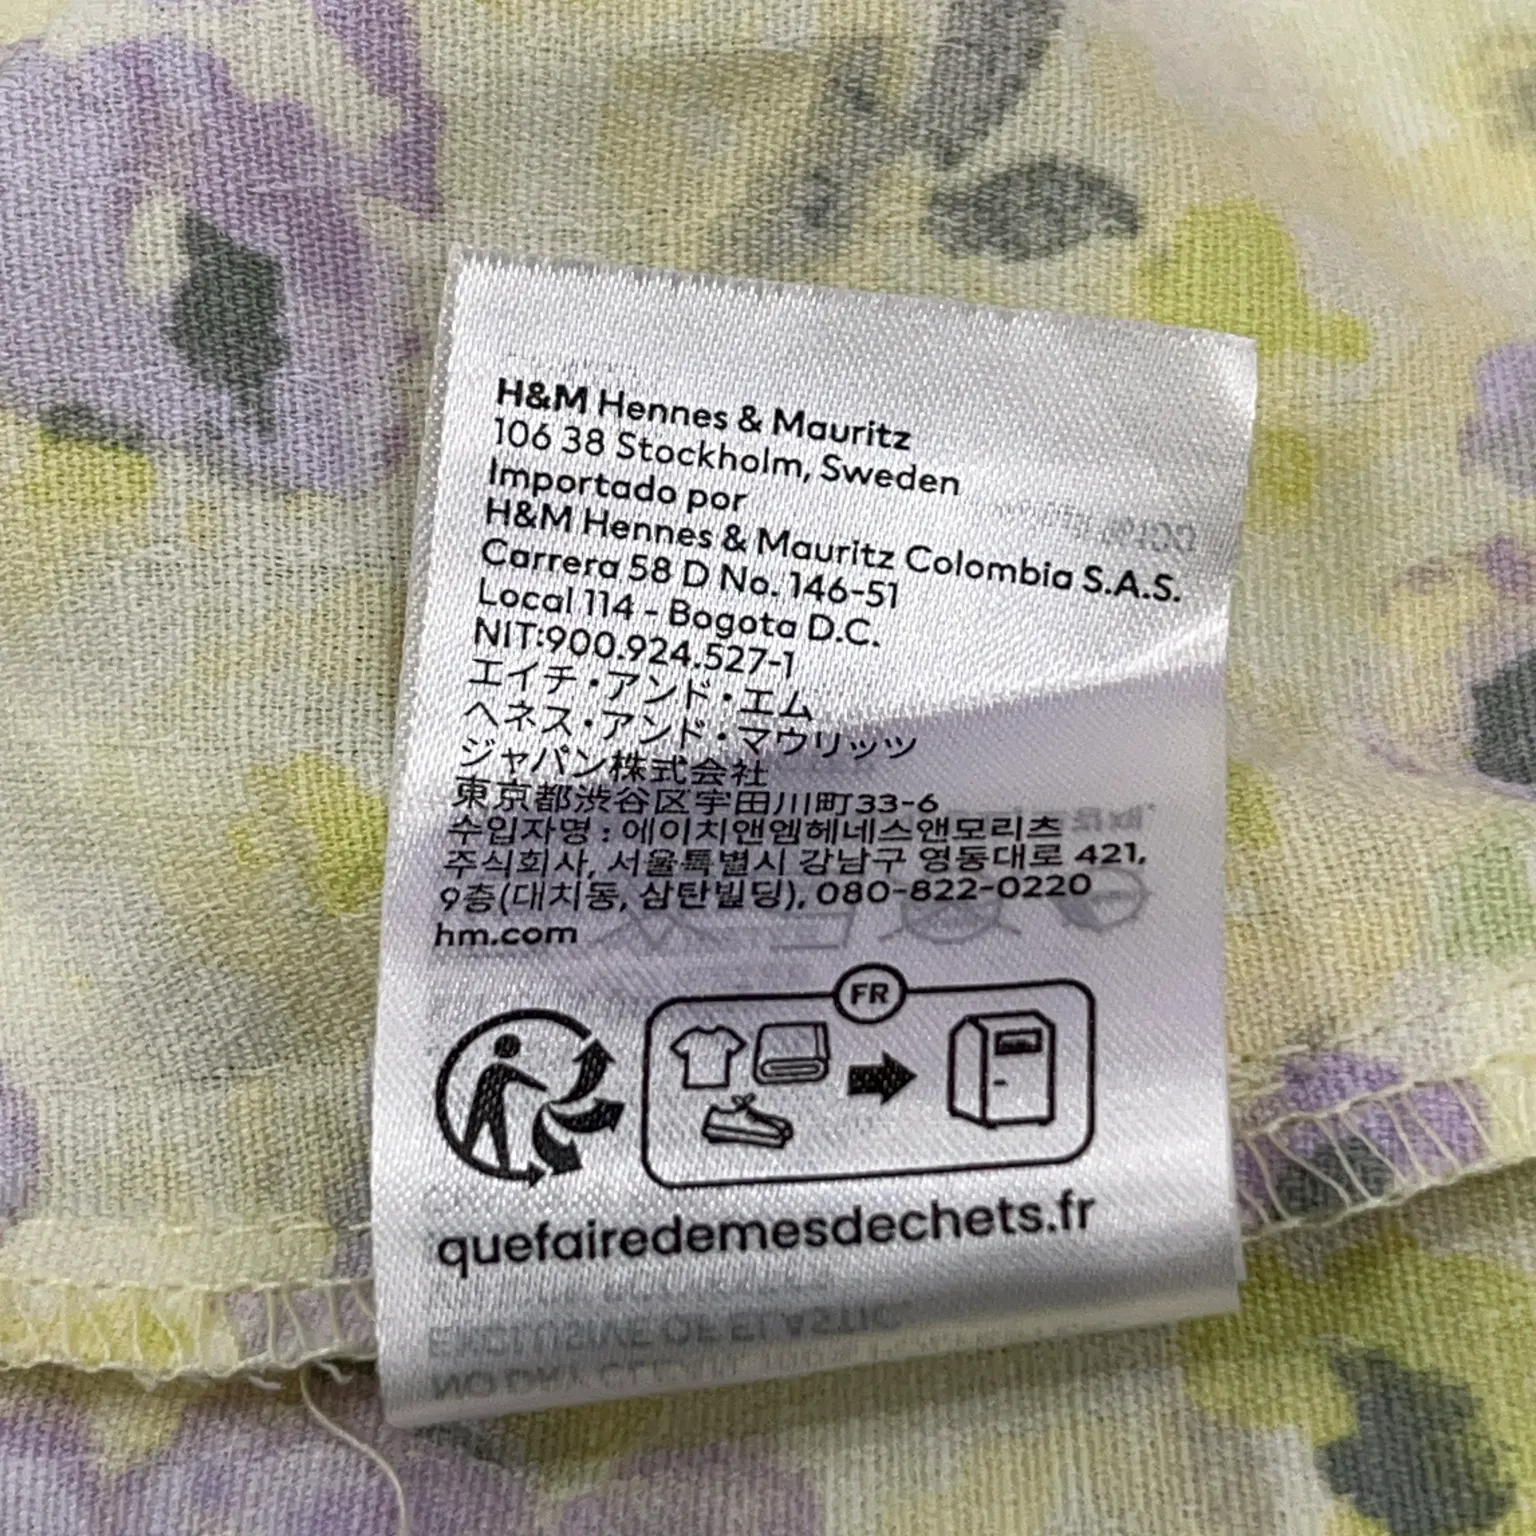 H&M Hennes & Mauritz
106 38 Stockholm, Sweden
Importado por
H&M Hennes & Mauritz Colombia S.A.S.
Carrera 58 D No. 146-51
Local 114 - Bogota D.C.
NIT:900.924.527-1
エイチ・アンド・エム
ヘネス・アンド・マウリッツ
ジャパン株式会社
東京都渋谷区宇田川町33-6
수입자명 : 에이치앤엠헤네스앤모리츠
주식회사, 서울특별시 강남구 영동대로 421,
9층(대치동, 삼탄빌딩), 080-822-0220
hm.com
FR
quefairedemesdechets.fr
EXCLUSIVE OF ELASTIC